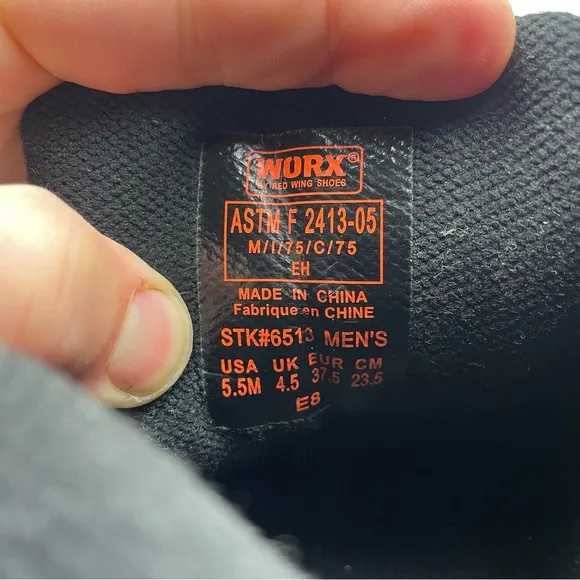 WORX®
BY RED WING SHOES
ASTM F 2413-05
M/I/75/C/75
EH
MADE IN CHINA
Fabriqué en CHINE
STK#6513 MEN'S
USA UK EUR CM
5.5M 4.5 37.5 23.5
E8